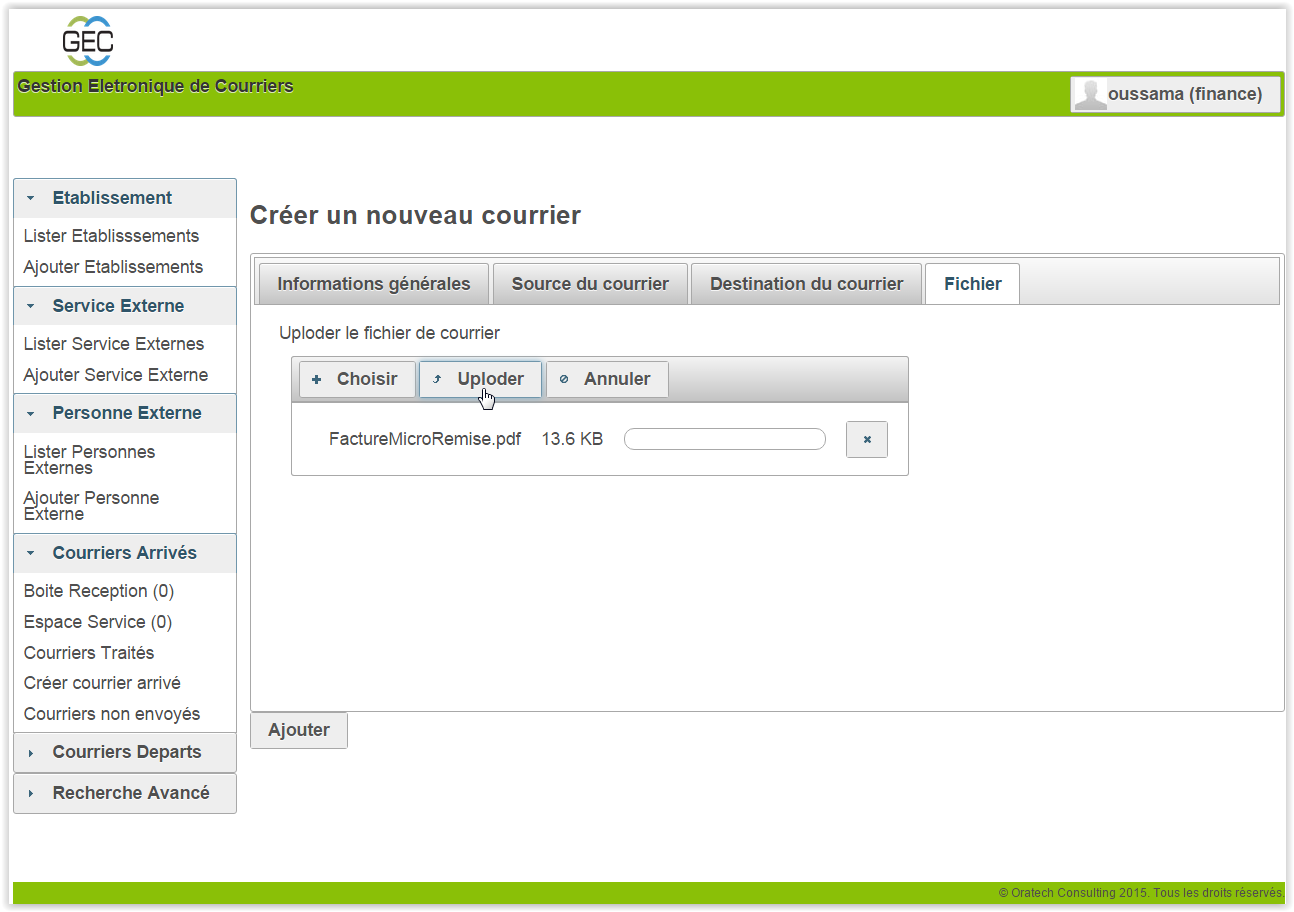 GEC
Gestion Eletronique de Courriers
oussama (finance)
Etablissement
Lister Etablisssements
Ajouter Etablissements
Service Externe
Lister Service Externes
Ajouter Service Externe
Personne Externe
Lister Personnes
Externes
Ajouter Personne
Externe
Courriers Arrivés
Boite Reception (0)
Espace Service (0)
Courriers Traités
Créer courrier arrivé
Courriers non envoyés
Courriers Departs
Recherche Avancé
Créer un nouveau courrier
Informations générales Source du courrier Destination du courrier Fichier
Uploder le fichier de courrier
Choisir Uploder Annuler
FactureMicroRemise.pdf 13.6 KB
Ajouter
© Oratech Consulting 2015. Tous les droits réservés.